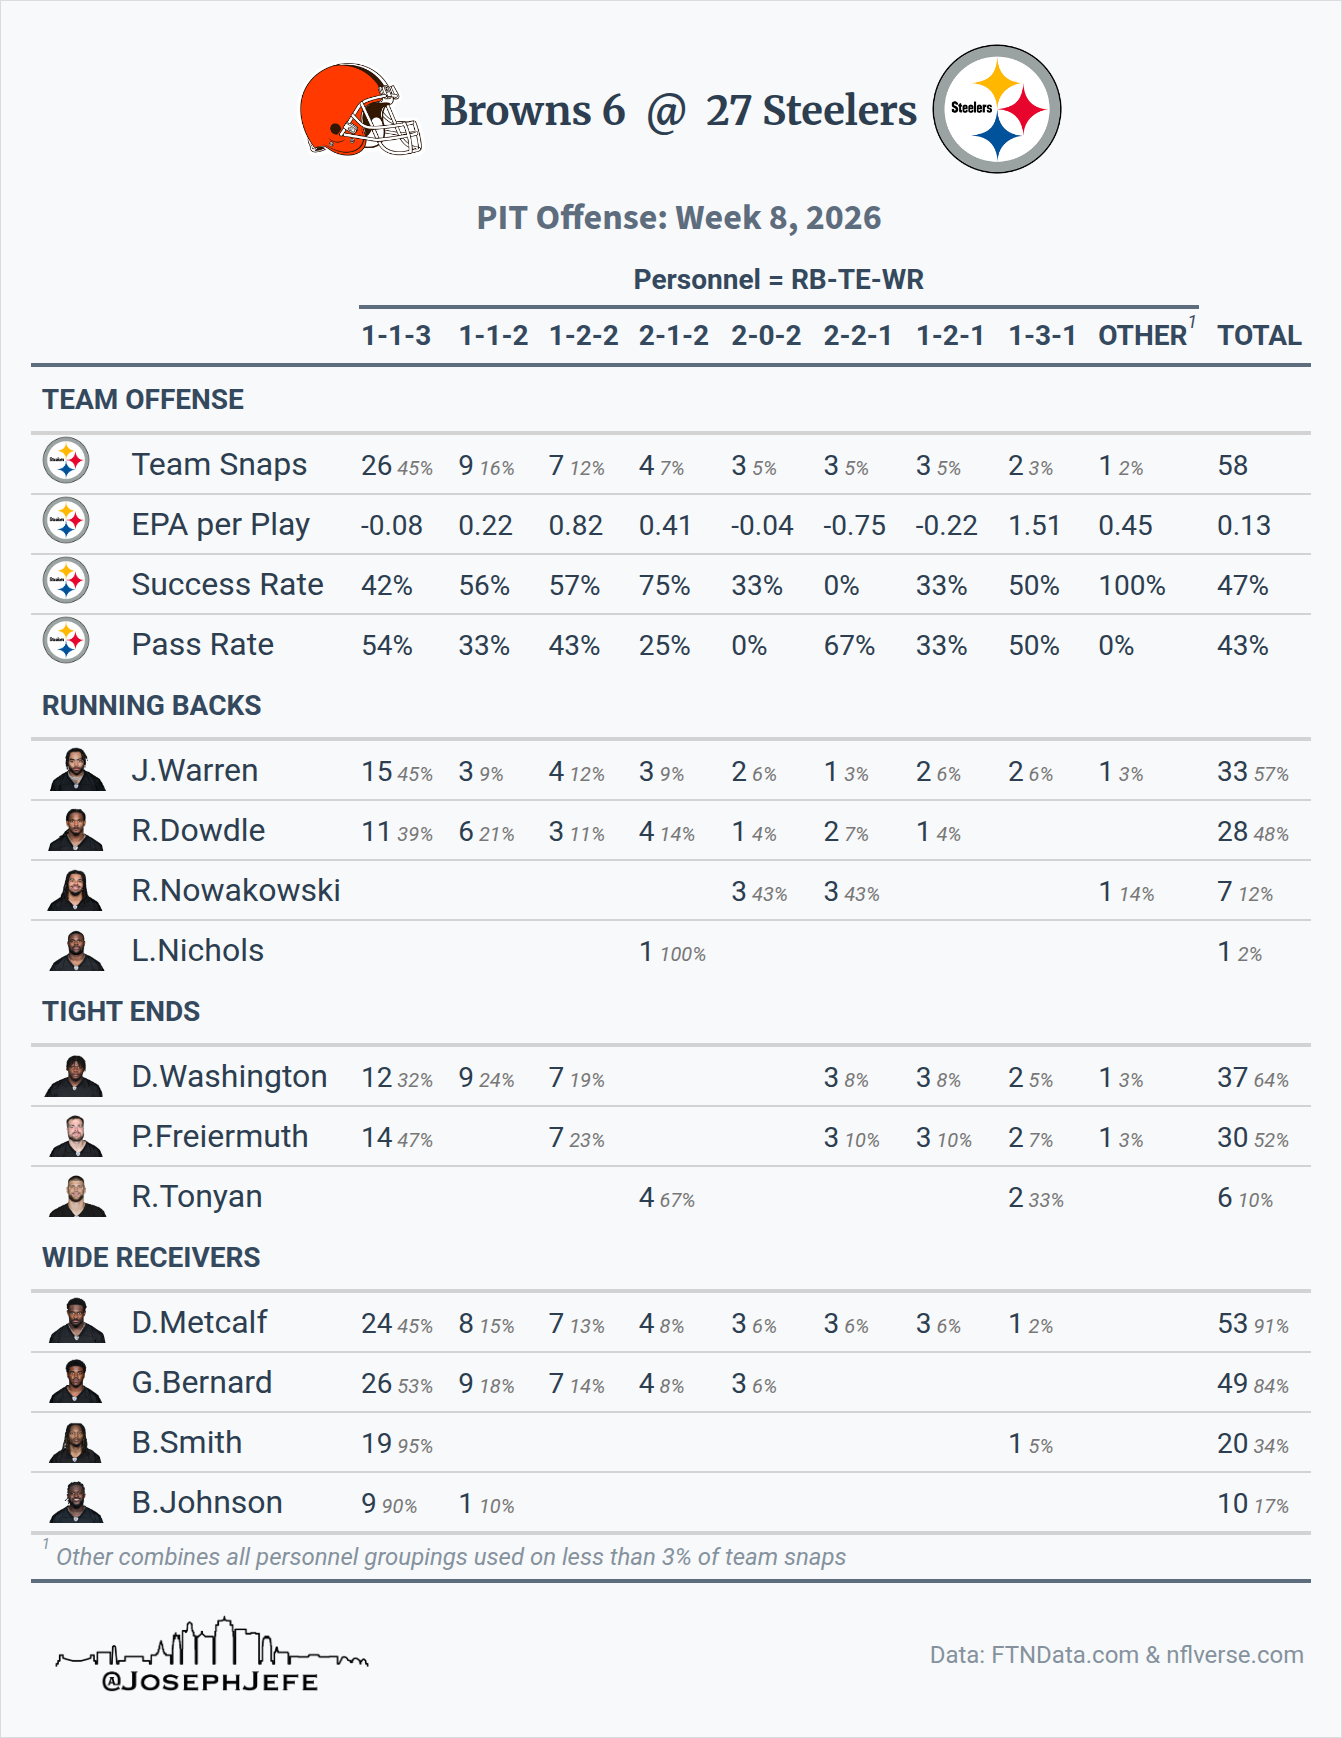 Browns 6 @ 27 Steelers
Steelers
PIT Offense: Week 8, 2026
Personnel = RB-TE-WR
1-1-3 1-1-2 1-2-2 2-1-2 2-0-2 2-2-1 1-2-1 1-3-1 OTHER1 TOTAL
TEAM OFFENSE
Team Snaps 26 45% 9 16% 7 12% 4 7% 3 5% 3 5% 3 5% 2 3% 1 2% 58
EPA per Play -0.08 0.22 0.82 0.41 -0.04 -0.75 -0.22 1.51 0.45 0.13
Success Rate 42% 56% 57% 75% 33% 0% 33% 50% 100% 47%
Pass Rate 54% 33% 43% 25% 0% 67% 33% 50% 0% 43%
RUNNING BACKS
J.Warren 15 45% 3 9% 4 12% 3 9% 2 6% 1 3% 2 6% 2 6% 1 3% 33 57%
R.Dowdle 11 39% 6 21% 3 11% 4 14% 1 4% 2 7% 1 4% 28 48%
R.Nowakowski 3 43% 3 43% 1 14% 7 12%
L.Nichols 1 100% 1 2%
TIGHT ENDS
D.Washington 12 32% 9 24% 7 19% 3 8% 3 8% 2 5% 1 3% 37 64%
P.Freiermuth 14 47% 7 23% 3 10% 3 10% 2 7% 1 3% 30 52%
R.Tonyan 4 67% 2 33% 6 10%
WIDE RECEIVERS
D.Metcalf 24 45% 8 15% 7 13% 4 8% 3 6% 3 6% 3 6% 1 2% 53 91%
G.Bernard 26 53% 9 18% 7 14% 4 8% 3 6% 49 84%
B.Smith 19 95% 1 5% 20 34%
B.Johnson 9 90% 1 10% 10 17%
1 Other combines all personnel groupings used on less than 3% of team snaps
@JOSEPHJEFE
Data: FTNData.com & nflverse.com